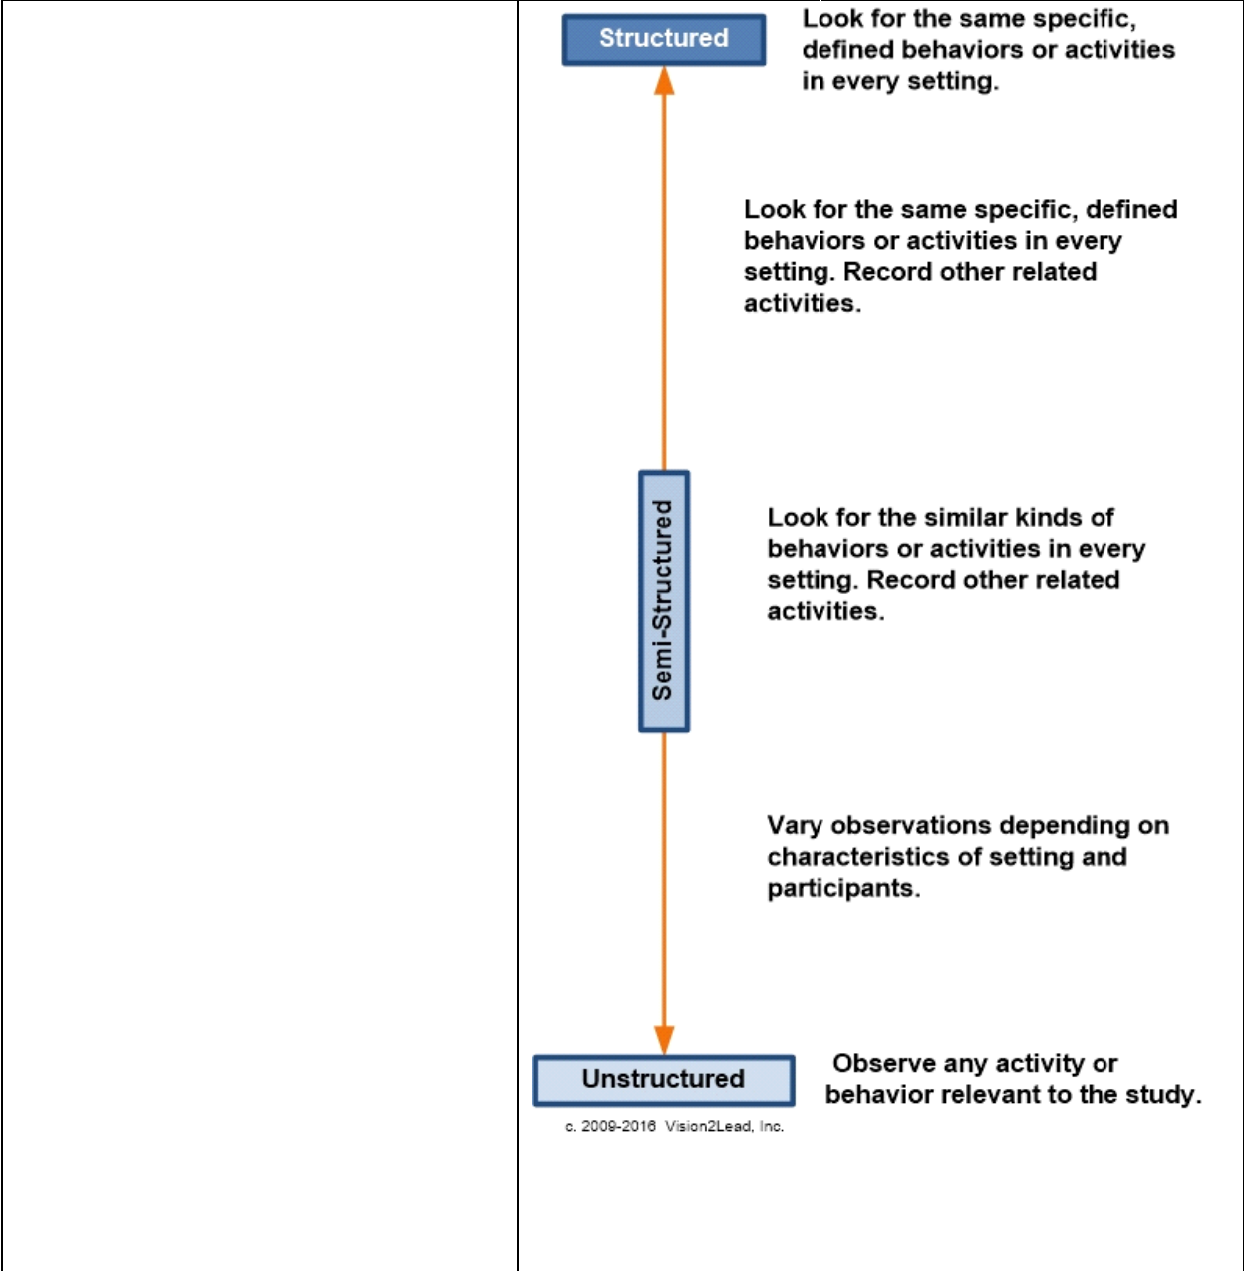 Structured
Look for the same specific,
defined behaviors or activities
in every setting.
Look for the same specific, defined
behaviors or activities in every
setting. Record other related
activities.
Semi-Structured
Look for the similar kinds of
behaviors or activities in every
setting. Record other related
activities.
Vary observations depending on
characteristics of setting and
participants.
Unstructured
Observe any activity or
behavior relevant to the study.
c. 2009-2016 Vision2Lead, Inc.